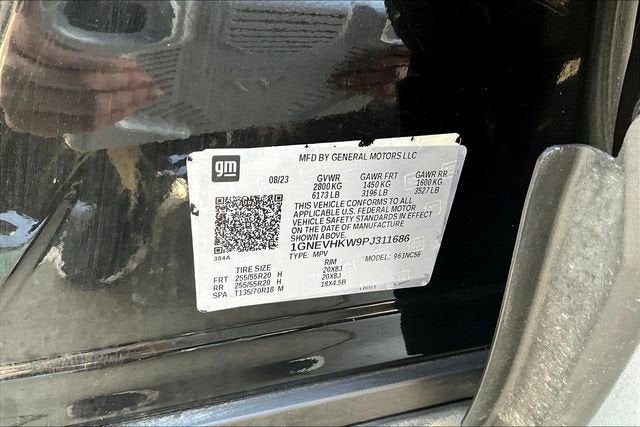 gm
MFD BY GENERAL MOTORS LLC
08/23 GVWR GAWR FRT GAWR RR
2800 KG 1450 KG 1600 KG
6173 LB 3196 LB 3527 LB
THIS VEHICLE CONFORMS TO ALL
APPLICABLE U.S. FEDERAL MOTOR
VEHICLE SAFETY STANDARDS IN EFFECT
ON THE DATE OF MANUFACTURE
SHOWN ABOVE.
384A
1GNEVHKW9PJ311686
TYPE: MPV MODEL: 961NC56
TIRE SIZE RIM
FRT 255/55R20 H 20X8J
RR 255/55R20 H 20X8J
SPA T135/70R18 M 18X4.5B